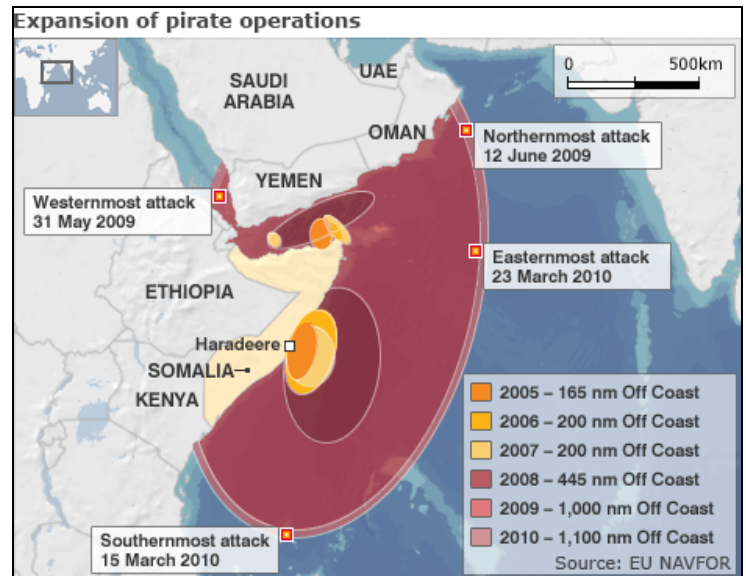 Expansion of pirate operations
0 500km
UAE
SAUDI
ARABIA
OMAN
Northernmost attack
12 June 2009
YEMEN
Westernmost attack
31 May 2009
Easternmost attack
23 March 2010
ETHIOPIA
Haradeere
SOMALIA
KENYA
2005 – 165 nm Off Coast
2006 – 200 nm Off Coast
2007 – 200 nm Off Coast
2008 – 445 nm Off Coast
2009 – 1,000 nm Off Coast
2010 – 1,100 nm Off Coast
Southernmost attack
15 March 2010
Source: EU NAVFOR